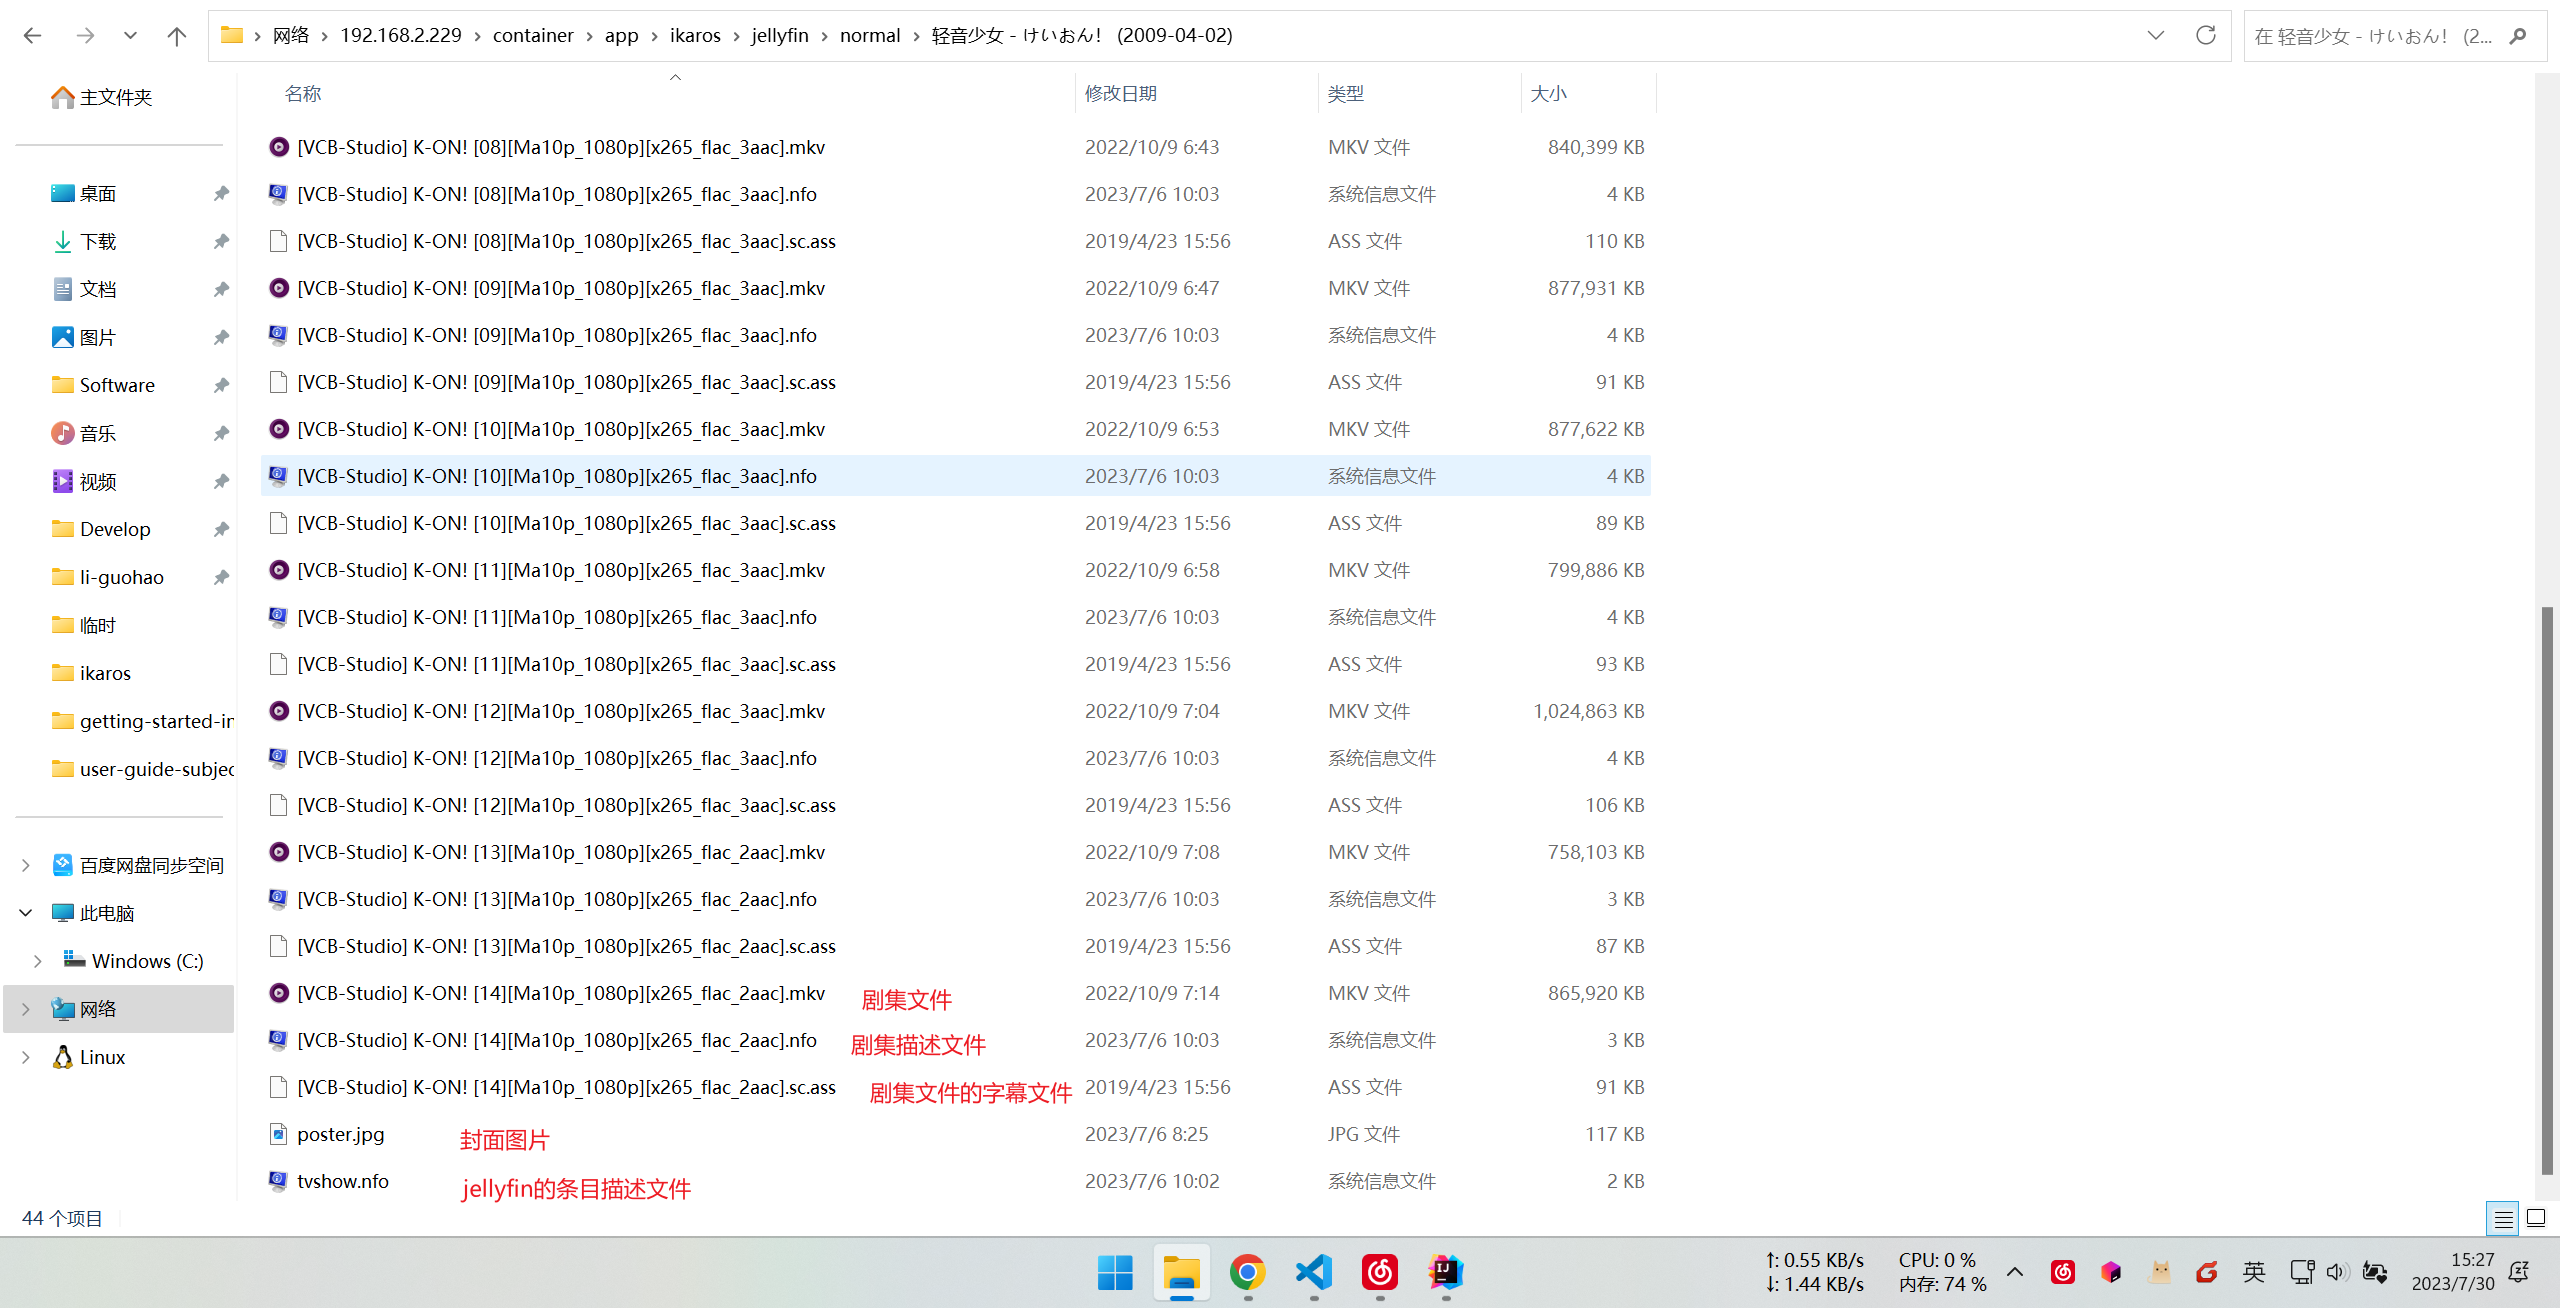 网络 › 192.168.2.229 › container › app › ikaros › jellyfin › normal › 轻音少女 - けいおん！ (2009-04-02)
在 轻音少女 - けいおん！ (2...
主文件夹
桌面
下载
文档
图片
Software
音乐
视频
Develop
li-guohao
临时
ikaros
getting-started-in
user-guide-subjec
百度网盘同步空间
此电脑
Windows (C:)
网络
Linux
名称 修改日期 类型 大小
[VCB-Studio] K-ON! [08][Ma10p_1080p][x265_flac_3aac].mkv 2022/10/9 6:43 MKV 文件 840,399 KB
[VCB-Studio] K-ON! [08][Ma10p_1080p][x265_flac_3aac].nfo 2023/7/6 10:03 系统信息文件 4 KB
[VCB-Studio] K-ON! [08][Ma10p_1080p][x265_flac_3aac].sc.ass 2019/4/23 15:56 ASS 文件 110 KB
[VCB-Studio] K-ON! [09][Ma10p_1080p][x265_flac_3aac].mkv 2022/10/9 6:47 MKV 文件 877,931 KB
[VCB-Studio] K-ON! [09][Ma10p_1080p][x265_flac_3aac].nfo 2023/7/6 10:03 系统信息文件 4 KB
[VCB-Studio] K-ON! [09][Ma10p_1080p][x265_flac_3aac].sc.ass 2019/4/23 15:56 ASS 文件 91 KB
[VCB-Studio] K-ON! [10][Ma10p_1080p][x265_flac_3aac].mkv 2022/10/9 6:53 MKV 文件 877,622 KB
[VCB-Studio] K-ON! [10][Ma10p_1080p][x265_flac_3aac].nfo 2023/7/6 10:03 系统信息文件 4 KB
[VCB-Studio] K-ON! [10][Ma10p_1080p][x265_flac_3aac].sc.ass 2019/4/23 15:56 ASS 文件 89 KB
[VCB-Studio] K-ON! [11][Ma10p_1080p][x265_flac_3aac].mkv 2022/10/9 6:58 MKV 文件 799,886 KB
[VCB-Studio] K-ON! [11][Ma10p_1080p][x265_flac_3aac].nfo 2023/7/6 10:03 系统信息文件 4 KB
[VCB-Studio] K-ON! [11][Ma10p_1080p][x265_flac_3aac].sc.ass 2019/4/23 15:56 ASS 文件 93 KB
[VCB-Studio] K-ON! [12][Ma10p_1080p][x265_flac_3aac].mkv 2022/10/9 7:04 MKV 文件 1,024,863 KB
[VCB-Studio] K-ON! [12][Ma10p_1080p][x265_flac_3aac].nfo 2023/7/6 10:03 系统信息文件 4 KB
[VCB-Studio] K-ON! [12][Ma10p_1080p][x265_flac_3aac].sc.ass 2019/4/23 15:56 ASS 文件 106 KB
[VCB-Studio] K-ON! [13][Ma10p_1080p][x265_flac_2aac].mkv 2022/10/9 7:08 MKV 文件 758,103 KB
[VCB-Studio] K-ON! [13][Ma10p_1080p][x265_flac_2aac].nfo 2023/7/6 10:03 系统信息文件 3 KB
[VCB-Studio] K-ON! [13][Ma10p_1080p][x265_flac_2aac].sc.ass 2019/4/23 15:56 ASS 文件 87 KB
[VCB-Studio] K-ON! [14][Ma10p_1080p][x265_flac_2aac].mkv 剧集文件 2022/10/9 7:14 MKV 文件 865,920 KB
[VCB-Studio] K-ON! [14][Ma10p_1080p][x265_flac_2aac].nfo 剧集描述文件 2023/7/6 10:03 系统信息文件 3 KB
[VCB-Studio] K-ON! [14][Ma10p_1080p][x265_flac_2aac].sc.ass 剧集文件的字幕文件 2019/4/23 15:56 ASS 文件 91 KB
poster.jpg 封面图片 2023/7/6 8:25 JPG 文件 117 KB
tvshow.nfo jellyfin的条目描述文件 2023/7/6 10:02 系统信息文件 2 KB
44 个项目
↑: 0.55 KB/s CPU: 0 % 15:27
↓: 1.44 KB/s 内存: 74 % 英 2023/7/30